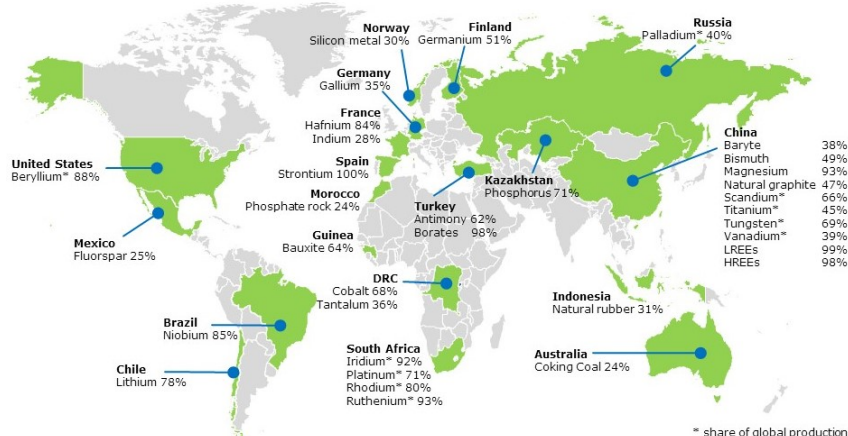 Norway
Silicon metal 30%
Finland
Germanium 51%
Russia
Palladium* 40%
Germany
Gallium 35%
France
Hafnium 84%
Indium 28%
Spain
Strontium 100%
Morocco
Phosphate rock 24%
Guinea
Bauxite 64%
United States
Beryllium* 88%
Mexico
Fluorspar 25%
Turkey
Antimony 62%
Borates 98%
Kazakhstan
Phosphorus 71%
China
Baryte 38%
Bismuth 49%
Magnesium 93%
Natural graphite 47%
Scandium* 66%
Titanium* 45%
Tungsten* 69%
Vanadium* 39%
LREEs 99%
HREEs 98%
DRC
Cobalt 68%
Tantalum 36%
Indonesia
Natural rubber 31%
Brazil
Niobium 85%
Chile
Lithium 78%
South Africa
Iridium* 92%
Platinum* 71%
Rhodium* 80%
Ruthenium* 93%
Australia
Coking Coal 24%
* share of global production